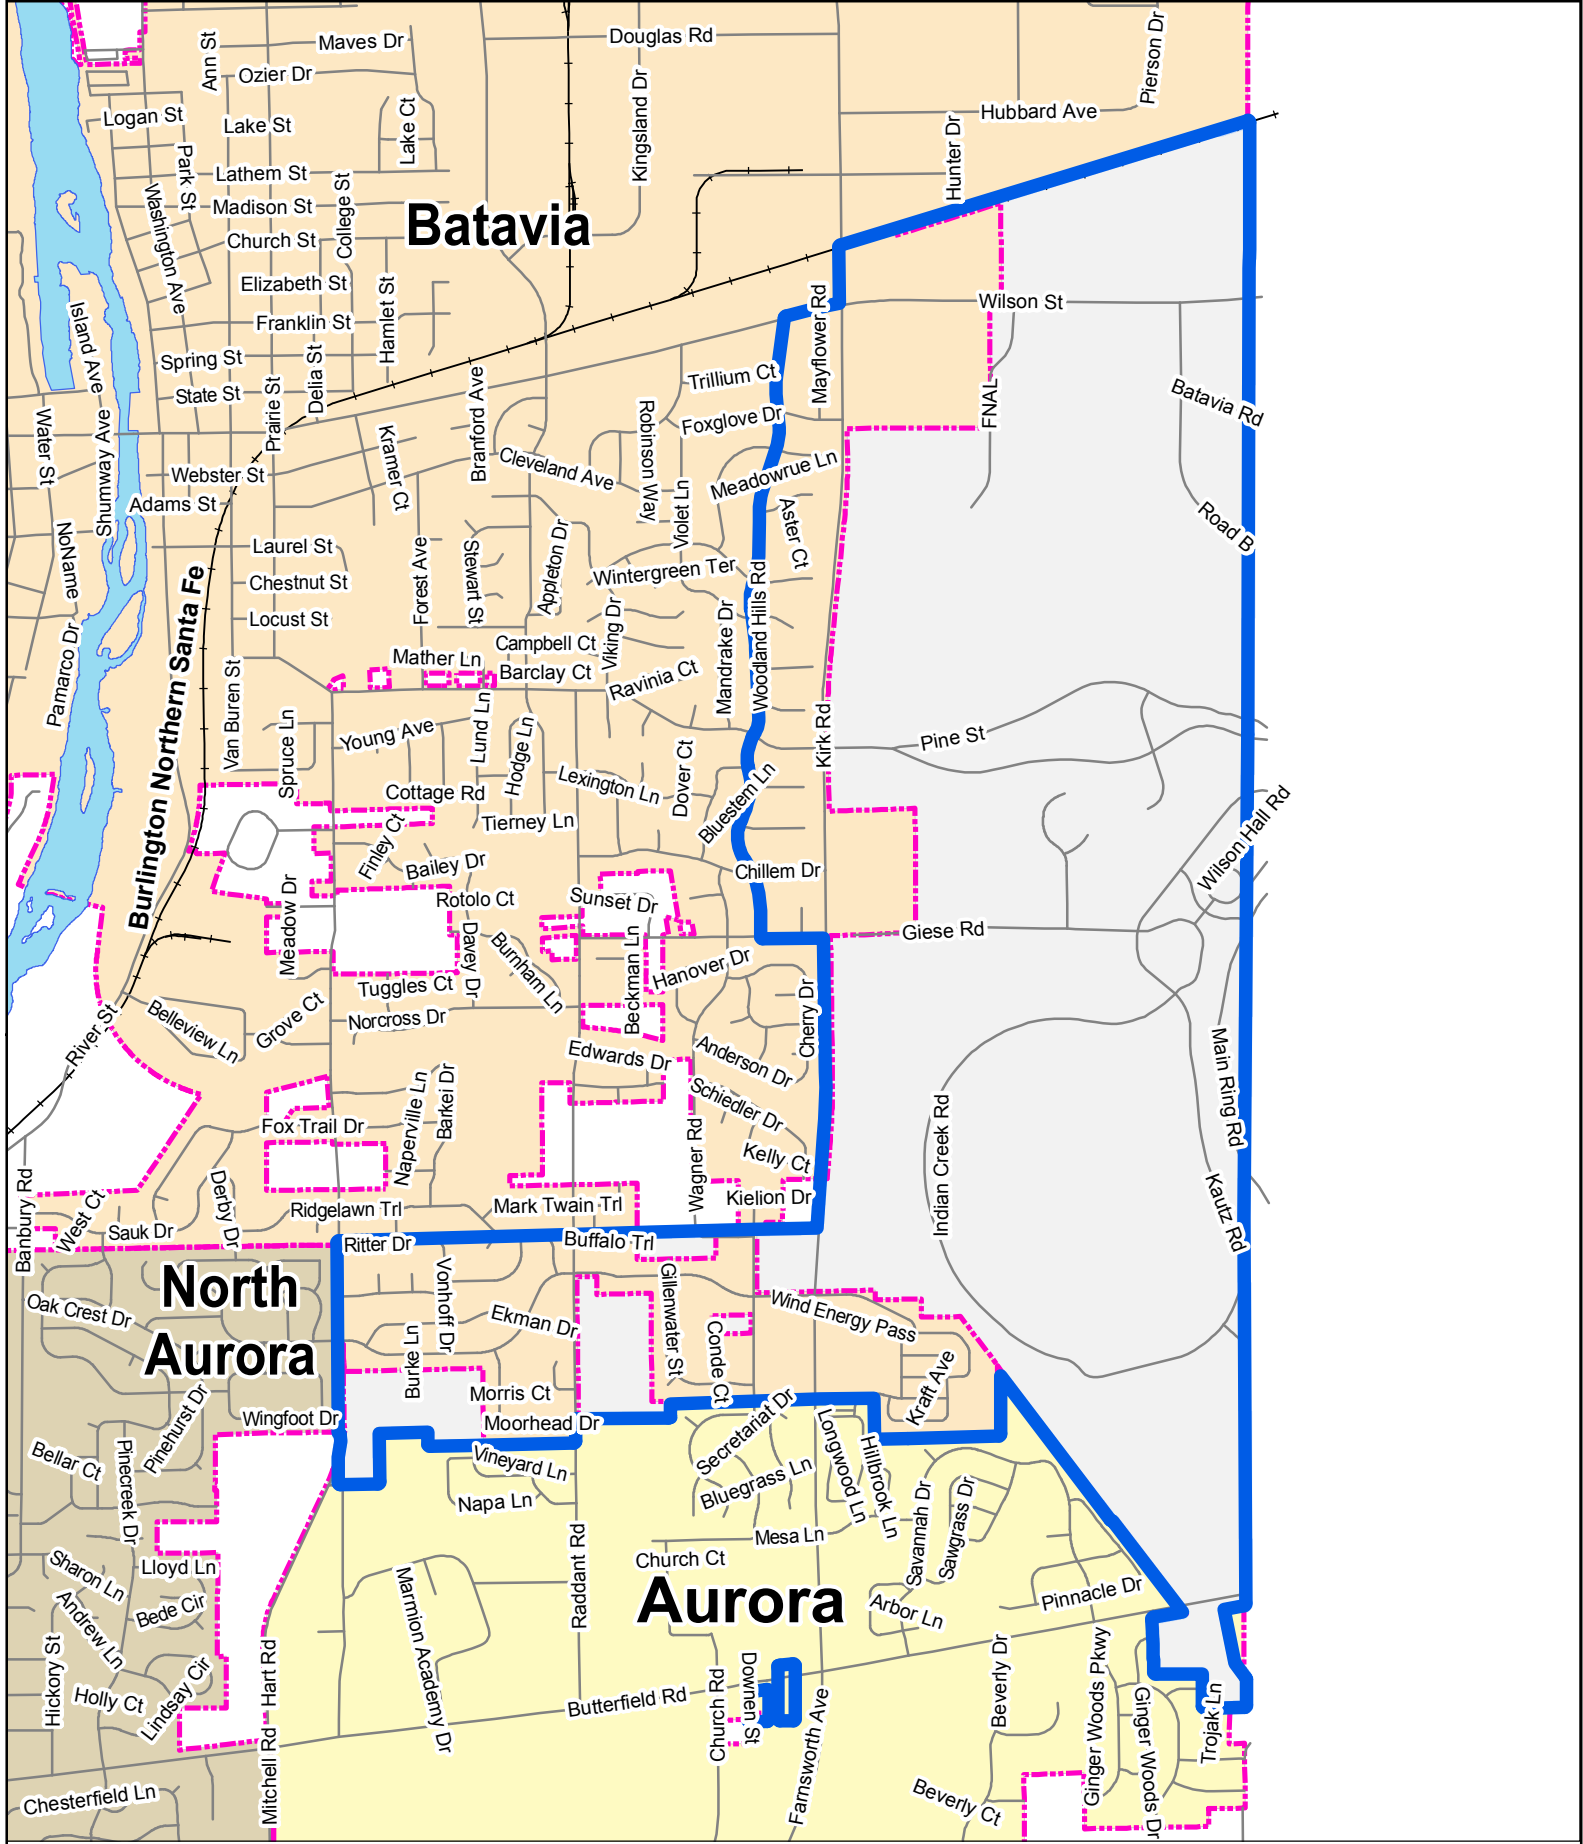 Maves Dr
Douglas Rd
Pierson Dr
Ann St
Ozier Dr
Kingsland Dr
Hubbard Ave
Logan St
Lake St
Lake Ct
Hunter Dr
Park St
Lathem St
Washington Ave
Madison St
College St
Batavia
Church St
Elizabeth St
Hamlet St
Island Ave
Franklin St
Mayflower Rd
Wilson St
Spring St
Delia St
Trillium Ct
State St
Prairie St
Branford Ave
Foxglove Dr
FNAL
Batavia Rd
Water St
Shumway Ave
Kramer Ct
Robinson Way
Webster St
Cleveland Ave
Meadowrue Ln
Adams St
Violet Ln
Aster Ct
Road B
NoName
Laurel St
Forest Ave
Stewart St
Appleton Dr
Wintergreen Ter
Chestnut St
Burlington Northern Santa Fe
Locust St
Viking Dr
Mandrake Dr
Woodland Hills Rd
Pamarco Dr
Mather Ln
Campbell Ct
Barclay Ct
Ravinia Ct
Van Buren St
Spruce Ln
Young Ave
Lund Ln
Hodge Ln
Kirk Rd
Pine St
Cottage Rd
Lexington Ln
Dover Ct
Bluestem Ln
Tierney Ln
Finley Ct
Bailey Dr
Chillem Dr
Wilson Hall Rd
Meadow Dr
Rotolo Ct
Sunset Dr
Davey Dr
Burnham Ln
Beckman Ln
Giese Rd
Tuggles Ct
Hanover Dr
River St
Belleview Ln
Grove Ct
Norcross Dr
Cherry Dr
Edwards Dr
Anderson Dr
Main Ring Rd
Naperville Ln
Barkei Dr
Schiedler Dr
Indian Creek Rd
Fox Trail Dr
Wagner Rd
Kelly Ct
Banbury Rd
West Ct
Derby Dr
Ridgelawn Trl
Mark Twain Trl
Kielion Dr
Kautz Rd
Sauk Dr
Ritter Dr
Buffalo Trl
North
Aurora
Oak Crest Dr
Vonhoff Dr
Gillenwater St
Ekman Dr
Conde Ct
Wind Energy Pass
Burke Ln
Kraft Ave
Pinehurst Dr
Morris Ct
Wingfoot Dr
Moorhead Dr
Secretariat Dr
Longwood Ln
Hillbrook Ln
Bellar Ct
Pinecreek Dr
Vineyard Ln
Bluegrass Ln
Napa Ln
Savannah Dr
Sawgrass Dr
Mesa Ln
Sharon Ln
Lloyd Ln
Raddant Rd
Church Ct
Andrew Ln
Bede Cir
Marmion Academy Dr
Aurora
Arbor Ln
Pinnacle Dr
Hickory St
Holly Ct
Lindsay Cir
Hart Rd
Mitchell Rd
Butterfield Rd
Church Rd
Downen St
Farnsworth Ave
Beverly Dr
Ginger Woods Pkwy
Ginger Woods Dr
Trojak Ln
Chesterfield Ln
Beverly Ct